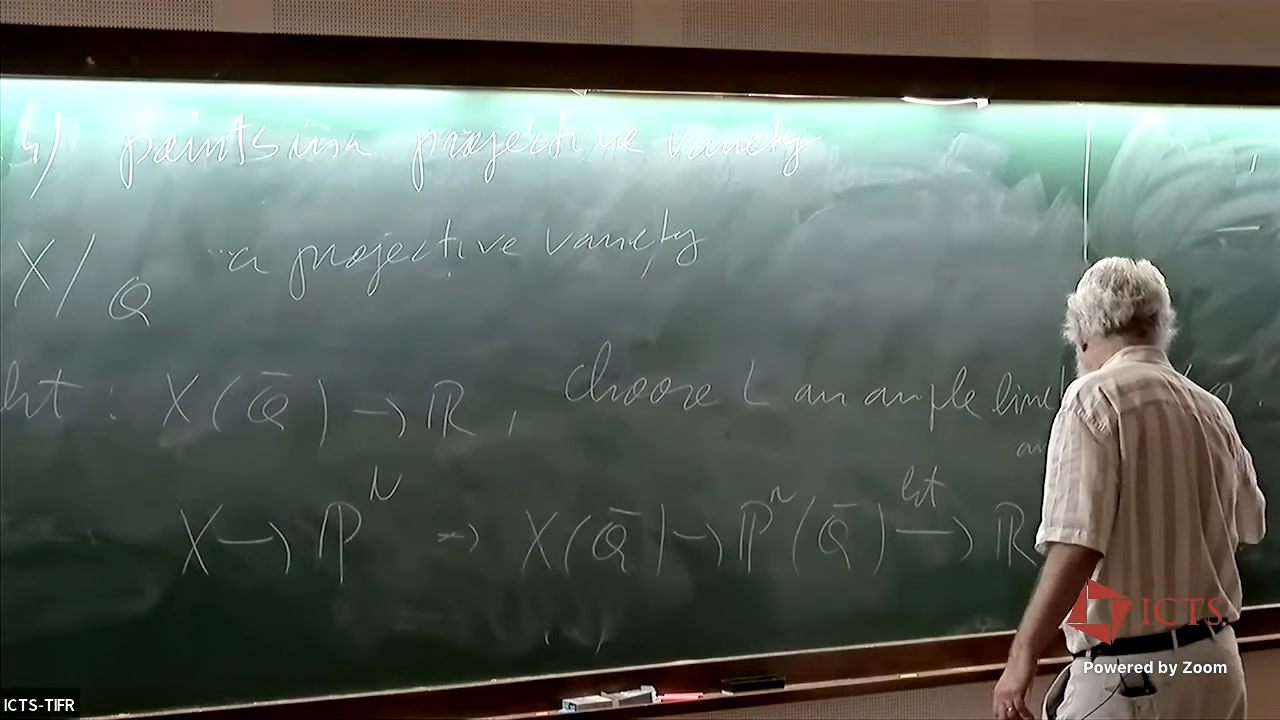 4) points in a projective variety
X/Q a projective variety
ht : X(Q̄) → ℝ, choose L an ample line
X → ℙ^N ⇒ X(Q̄) → ℙ^N(Q̄) —ht→ ℝ
ICTS
Powered by Zoom
ICTS-TIFR